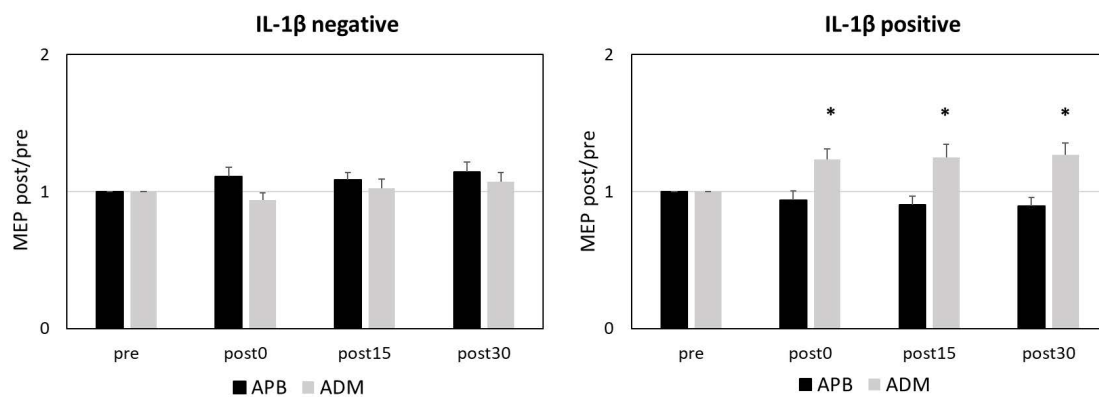 IL-1β negative
2
1
0
MEP post/pre
pre post0 post15 post30
APB ADM
IL-1β positive
2
1
0
MEP post/pre
* * *
pre post0 post15 post30
APB ADM